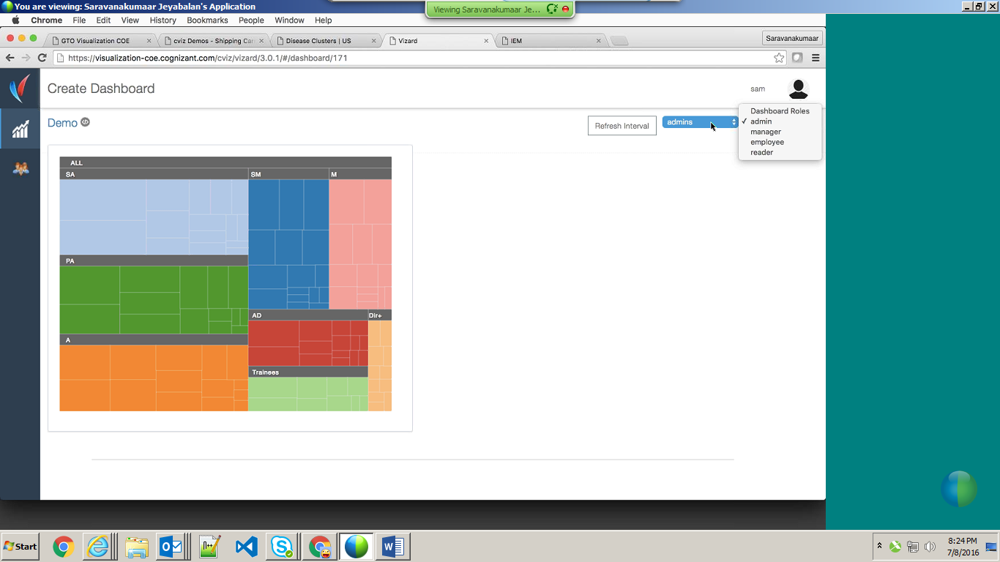 You are viewing: Saravanakumaar Jeyabalan's Application
Viewing Saravanakumaar Je...
Chrome File Edit View History Bookmarks People Window Help
GTO Visualization COE
cviz Demos - Shipping Car
Disease Clusters | US
Vizard
IEM
Saravanakumaar
https://visualization-coe.cognizant.com/cviz/vizard/3.0.1/#/dashboard/171
Create Dashboard
sam
Demo
Refresh Interval
admins
Dashboard Roles
✓ admin
manager
employee
reader
ALL
SA
SM
M
PA
AD
Dir+
A
Trainees
Start
8:24 PM
7/8/2016